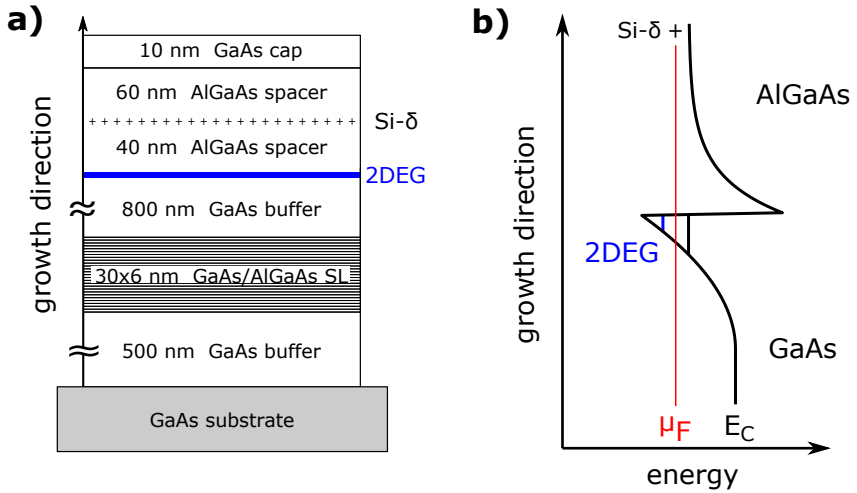 a)
10 nm GaAs cap
60 nm AlGaAs spacer
+ + + + + + + + + + + + + + + + + + + + Si-δ
40 nm AlGaAs spacer
2DEG
800 nm GaAs buffer
30x6 nm GaAs/AlGaAs SL
500 nm GaAs buffer
GaAs substrate
growth direction
b)
Si-δ +
AlGaAs
2DEG
GaAs
μF
EC
growth direction
energy